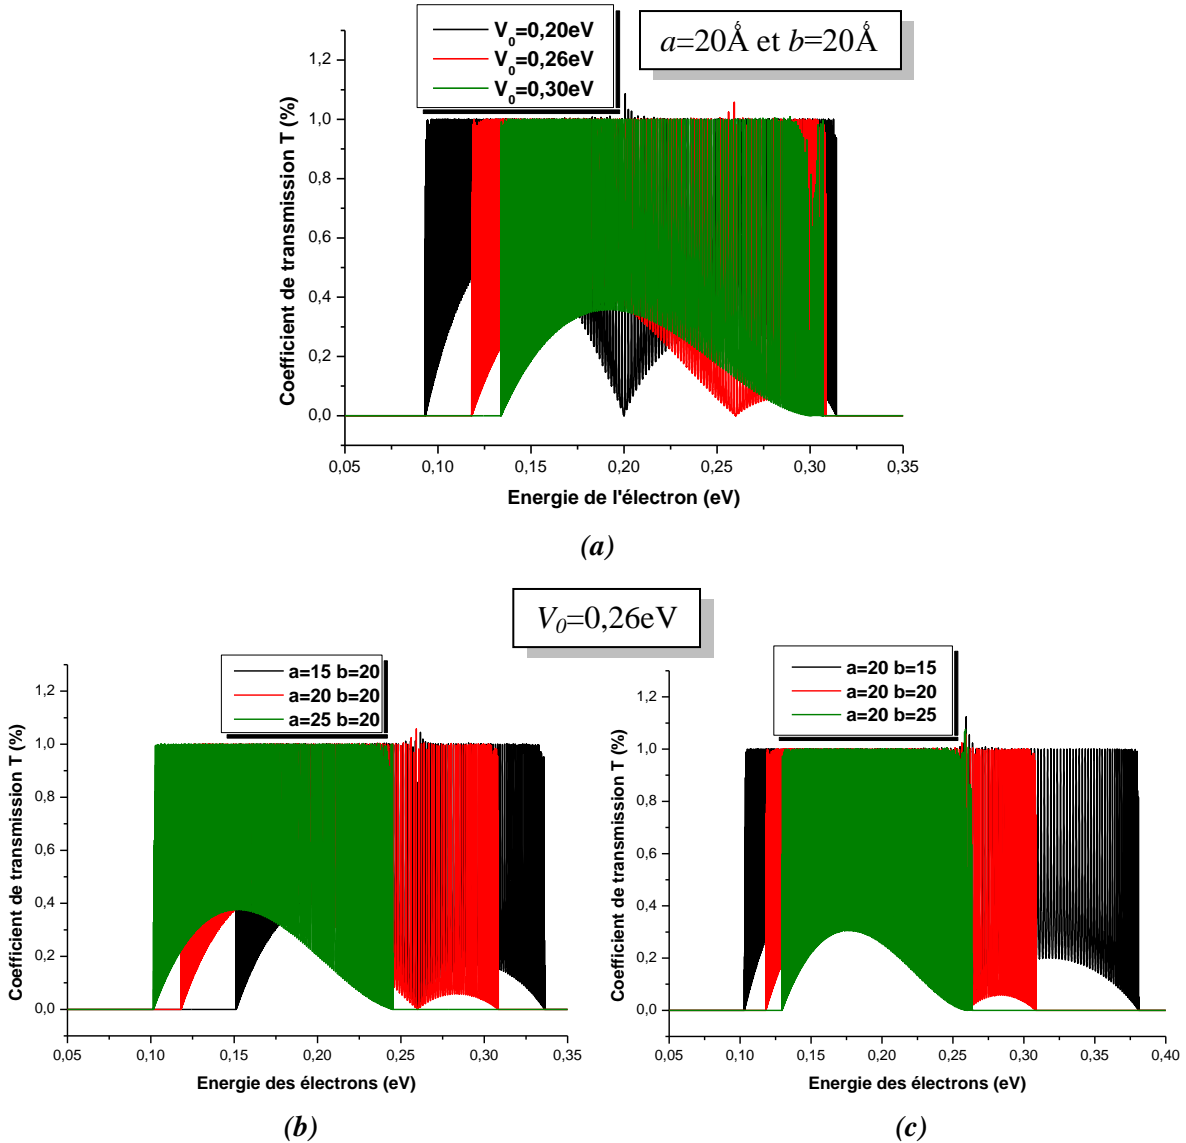 V0=0,20eV
V0=0,26eV
V0=0,30eV
a=20Å et b=20Å
Coefficient de transmission T (%)
1,2
1,0
0,8
0,6
0,4
0,2
0,0
0,05 0,10 0,15 0,20 0,25 0,30 0,35
Energie de l'électron (eV)
(a)
V0=0,26eV
a=15 b=20
a=20 b=20
a=25 b=20
Coefficient de transmission T (%)
1,2
1,0
0,8
0,6
0,4
0,2
0,0
0,05 0,10 0,15 0,20 0,25 0,30 0,35
Energie des électrons (eV)
(b)
a=20 b=15
a=20 b=20
a=20 b=25
Coefficient de transmission T (%)
1,2
1,0
0,8
0,6
0,4
0,2
0,0
0,05 0,10 0,15 0,20 0,25 0,30 0,35 0,40
Energie des électrons (eV)
(c)